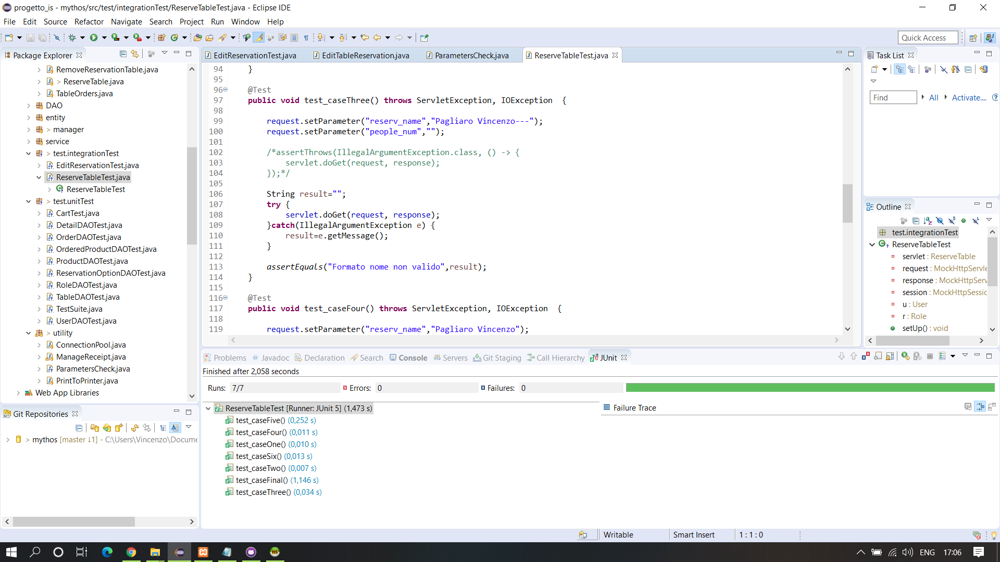 progetto_is - mythos/src/test/integrationTest/ReserveTableTest.java - Eclipse IDE
File Edit Source Refactor Navigate Search Project Run Window Help
Quick Access
Package Explorer
RemoveReservationTable.java
> ReserveTable.java
TableOrders.java
DAO
entity
> manager
service
> test.integrationTest
EditReservationTest.java
ReserveTableTest.java
ReserveTableTest
> test.unitTest
CartTest.java
DetailDAOTest.java
OrderDAOTest.java
OrderedProductDAOTest.java
ProductDAOTest.java
ReservationOptionDAOTest.java
RoleDAOTest.java
TableDAOTest.java
TestSuite.java
UserDAOTest.java
> utility
ConnectionPool.java
ManageReceipt.java
ParametersCheck.java
PrintToPrinter.java
Web App Libraries
Git Repositories
> mythos [master ↓1] - C:\Users\Vincenzo\Docume
EditReservationTest.java EditTableReservation.java ParametersCheck.java ReserveTableTest.java
94 }
95
96 @Test
97 public void test_caseThree() throws ServletException, IOException {
98
99 request.setParameter("reserv_name","Pagliaro Vincenzo---");
100 request.setParameter("people_num","");
101
102 /*assertThrows(IllegalArgumentException.class, () -> {
103 servlet.doGet(request, response);
104 });*/
105
106 String result="";
107 try {
108 servlet.doGet(request, response);
109 }catch(IllegalArgumentException e) {
110 result=e.getMessage();
111 }
112
113 assertEquals("Formato nome non valido",result);
114 }
115
116 @Test
117 public void test_caseFour() throws ServletException, IOException {
118
119 request.setParameter("reserv_name","Pagliaro Vincenzo");
Task List
Find All Activate...
Outline
test.integrationTest
ReserveTableTest
servlet : ReserveTable
request : MockHttpServle
response : MockHttpServ
session : MockHttpSessio
u : User
r : Role
setUp() : void
Problems @ Javadoc Declaration Search Console Servers Git Staging Call Hierarchy JUnit
Finished after 2,058 seconds
Runs: 7/7 Errors: 0 Failures: 0
ReserveTableTest [Runner: JUnit 5] (1,473 s)
test_caseFive() (0,252 s)
test_caseFour() (0,011 s)
test_caseOne() (0,010 s)
test_caseSix() (0,013 s)
test_caseTwo() (0,007 s)
test_caseFinal() (1,146 s)
test_caseThree() (0,034 s)
Failure Trace
Writable Smart Insert 1 : 1 : 0
ENG 17:06